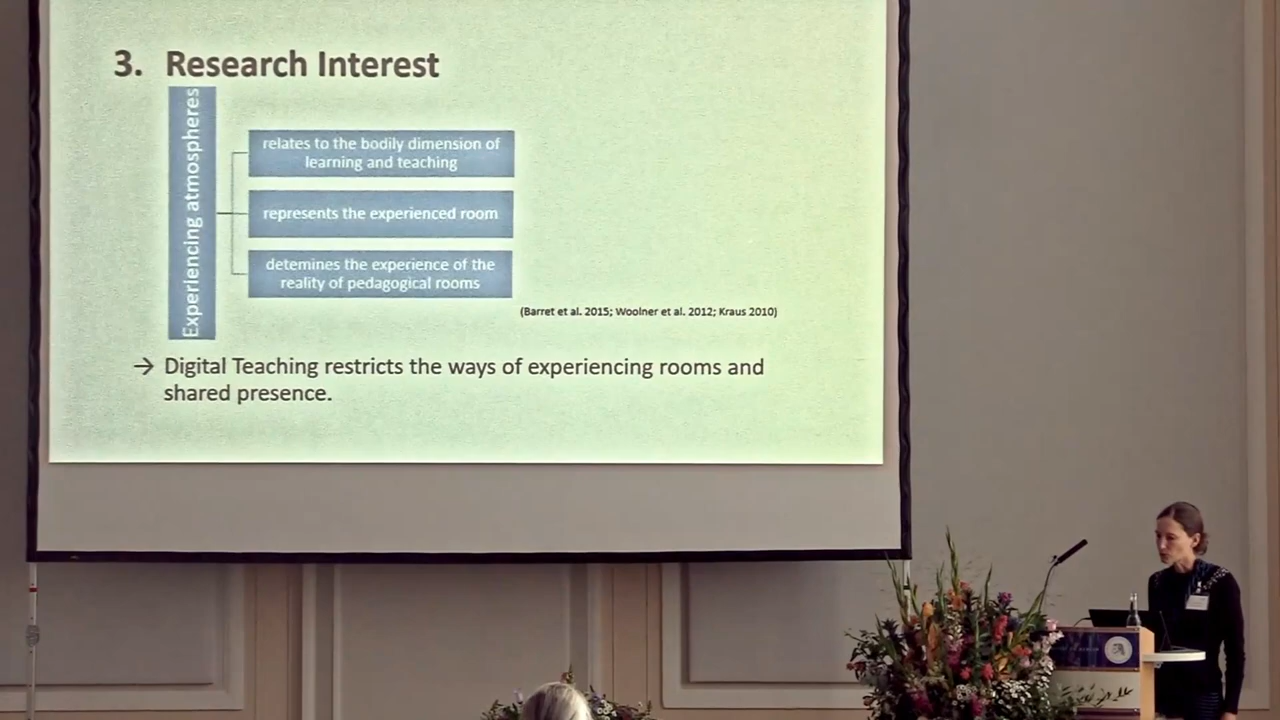 3. Research Interest
Experiencing atmospheres
relates to the bodily dimension of
learning and teaching
represents the experienced room
detemines the experience of the
reality of pedagogical rooms
(Barret et al. 2015; Woolner et al. 2012; Kraus 2010)
→ Digital Teaching restricts the ways of experiencing rooms and
shared presence.